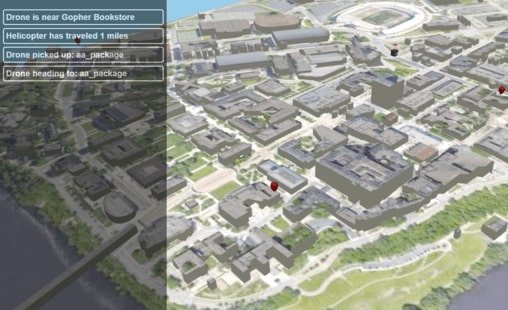 Drone is near Gopher Bookstore
Helicopter has traveled 1 miles
Drone picked up: aa_package
Drone heading to: aa_package